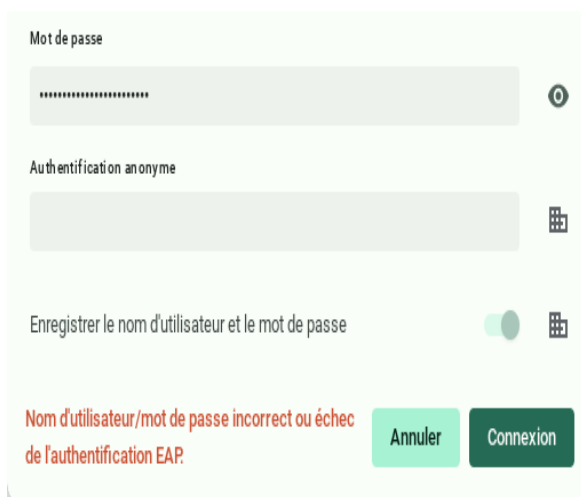 Mot de passe
••••••••••••••••••••••••
Authentification anonyme
Enregistrer le nom d'utilisateur et le mot de passe
Nom d'utilisateur/mot de passe incorrect ou échec
de l'authentification EAP.
Annuler
Connexion